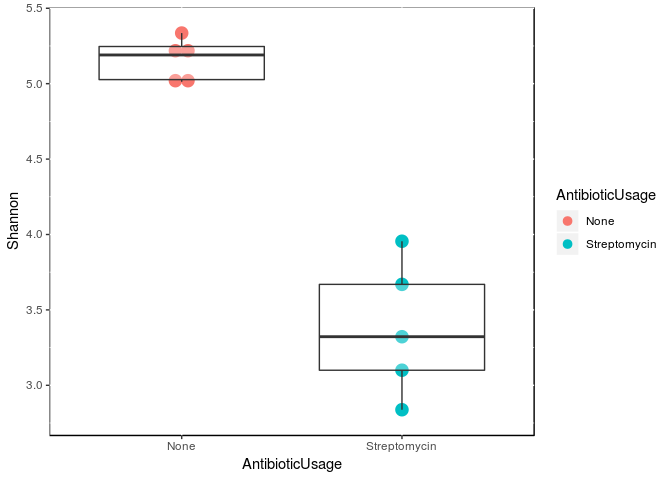 5.5
5.0
4.5
4.0
3.5
3.0
Shannon
None
Streptomycin
AntibioticUsage
AntibioticUsage
None
Streptomycin